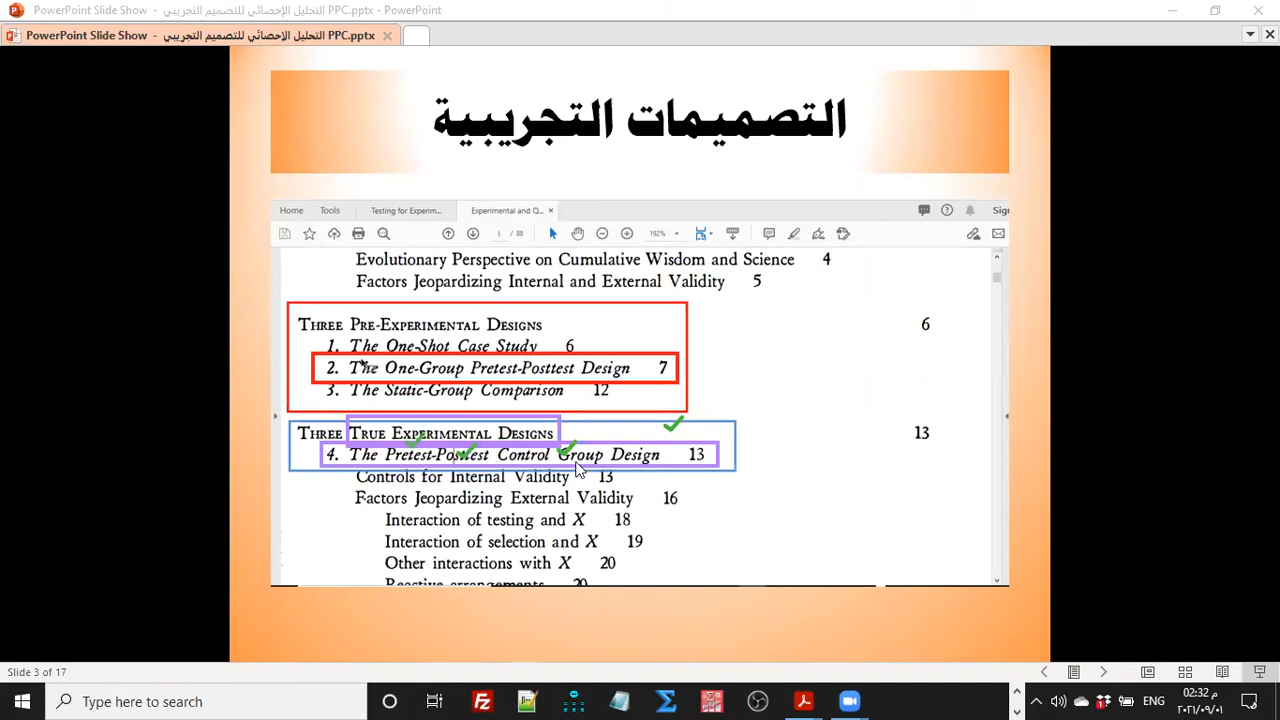 PPC.pptx التحليل الإحصائي للتصميم التجريبي - PowerPoint
PowerPoint Slide Show - PPC.pptx التحليل الإحصائي للتصميم التجريبي
التصميمات التجريبية
Home Tools Testing for Experim... Experimental and Q... ×
/ 88 192%
Evolutionary Perspective on Cumulative Wisdom and Science 4
Factors Jeopardizing Internal and External Validity 5
THREE PRE-EXPERIMENTAL DESIGNS 6
1. The One-Shot Case Study 6
2. The One-Group Pretest-Posttest Design 7
3. The Static-Group Comparison 12
THREE TRUE EXPERIMENTAL DESIGNS 13
4. The Pretest-Posttest Control Group Design 13
Controls for Internal Validity 13
Factors Jeopardizing External Validity 16
Interaction of testing and X 18
Interaction of selection and X 19
Other interactions with X 20
Reactive arrangements 20
Slide 3 of 17
Type here to search
ENG
02:32 م
٢٠٢١/٠٩/٠١